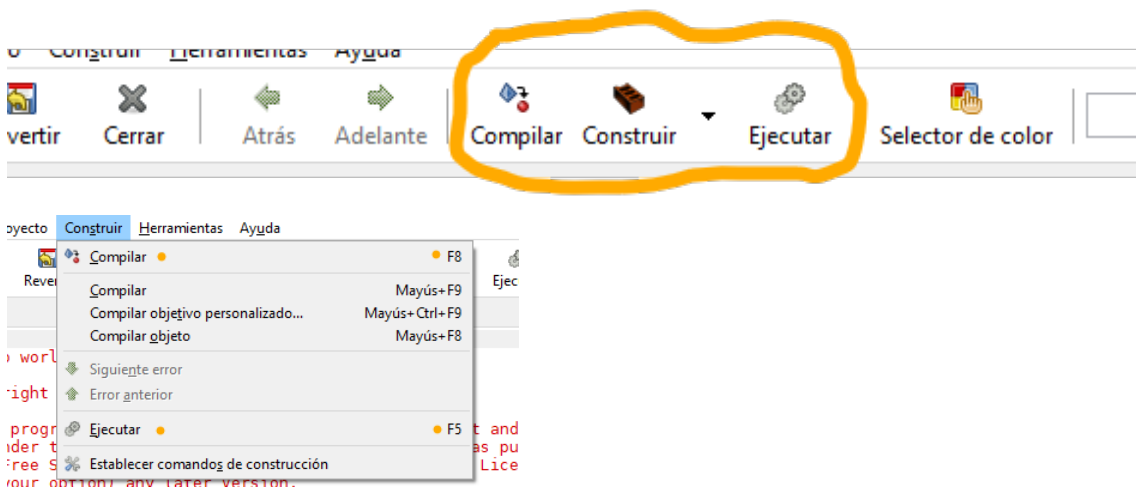 Construir Herramientas Ayuda
vertir Cerrar Atrás Adelante Compilar Construir Ejecutar Selector de color
oyecto Construir Herramientas Ayuda
Rever
Compilar F8
Ejec
Compilar Mayús+F9
Compilar objetivo personalizado... Mayús+Ctrl+F9
Compilar objeto Mayús+F8
o worl
Siguiente error
right
Error anterior
progr
Ejecutar F5
t and
nder t
as pu
Free S
Establecer comandos de construcción
Lice
your option) any later version.